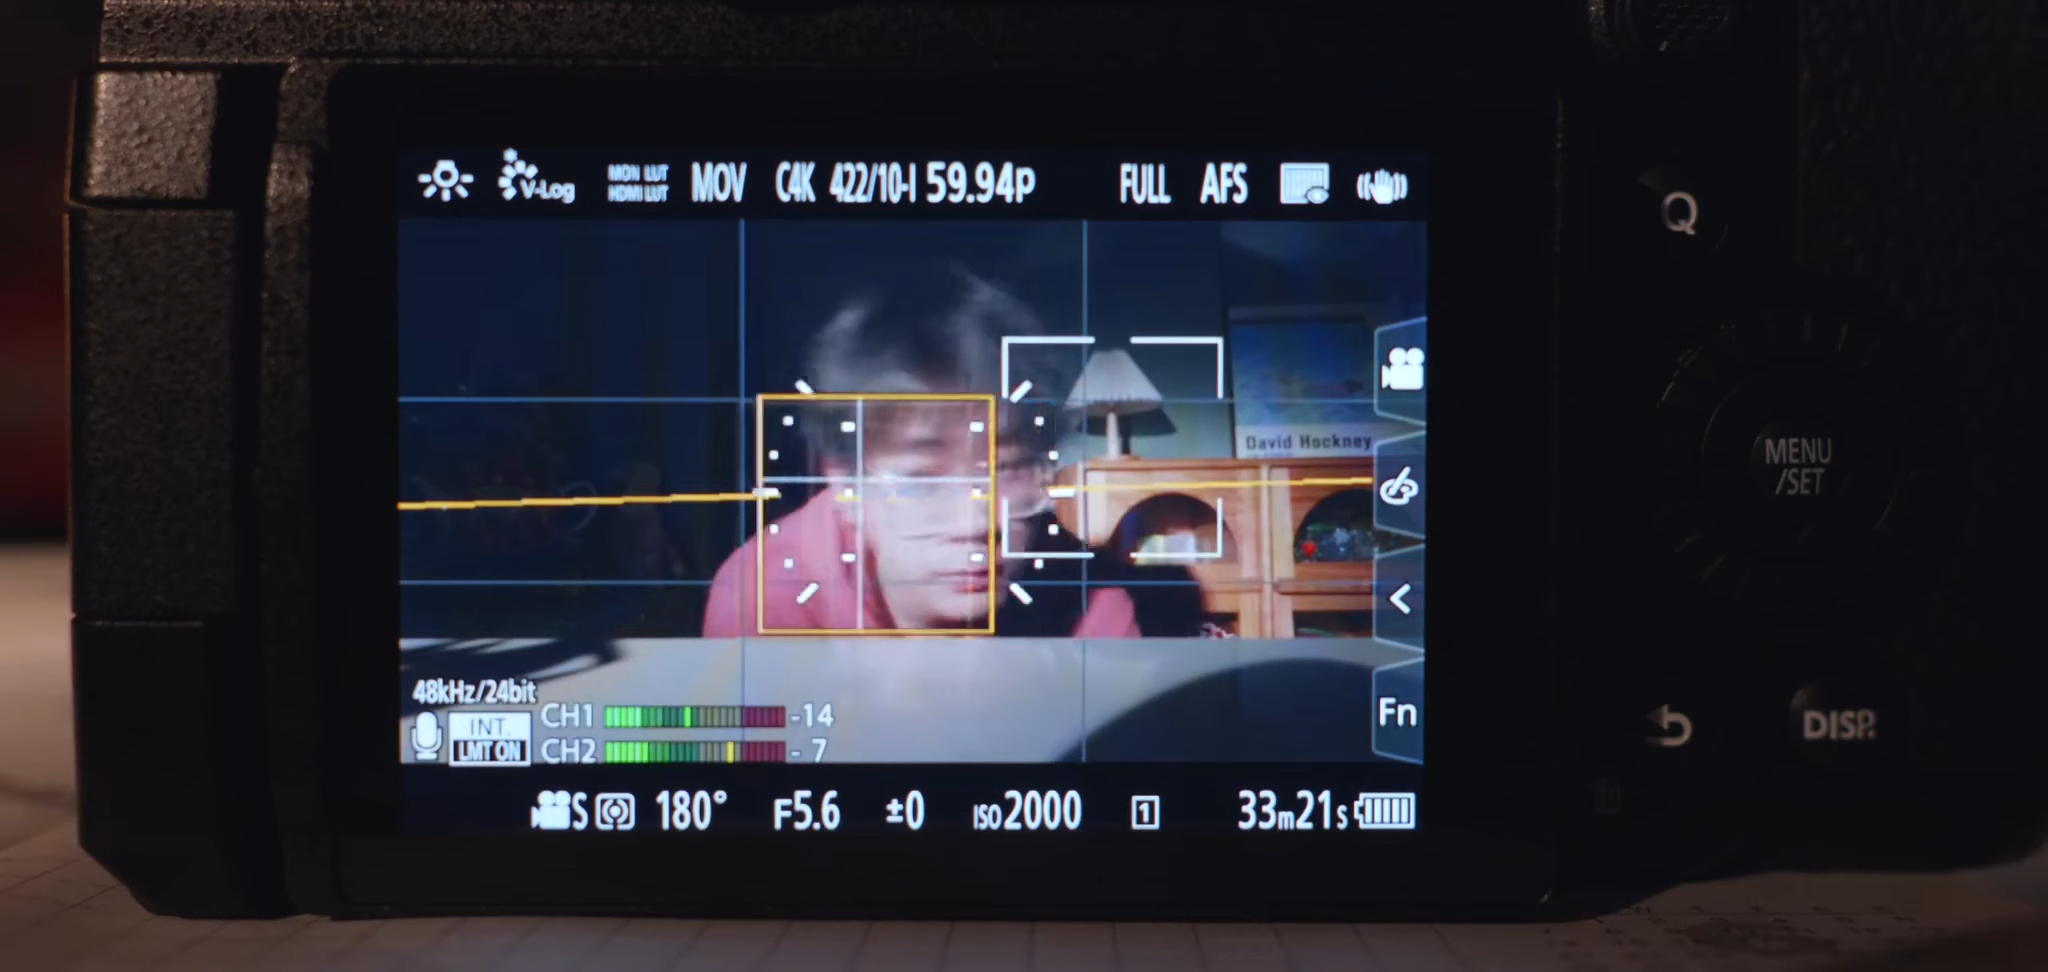 V-Log MON LUT MOV C4K 422/10-I 59.94p FULL AFS
HDMI LUT
Q
David Hockney
MENU
/SET
48kHz/24bit
INT. CH1 -14
LMT ON CH2 - 7
Fn
DISP.
S 180° F5.6 ±0 ISO2000 1 33m21s